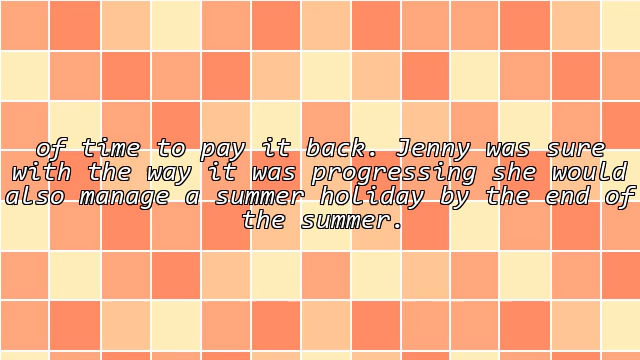 of time to pay it back. Jenny was sure
with the way it was progressing she would
also manage a summer holiday by the end of
the summer.